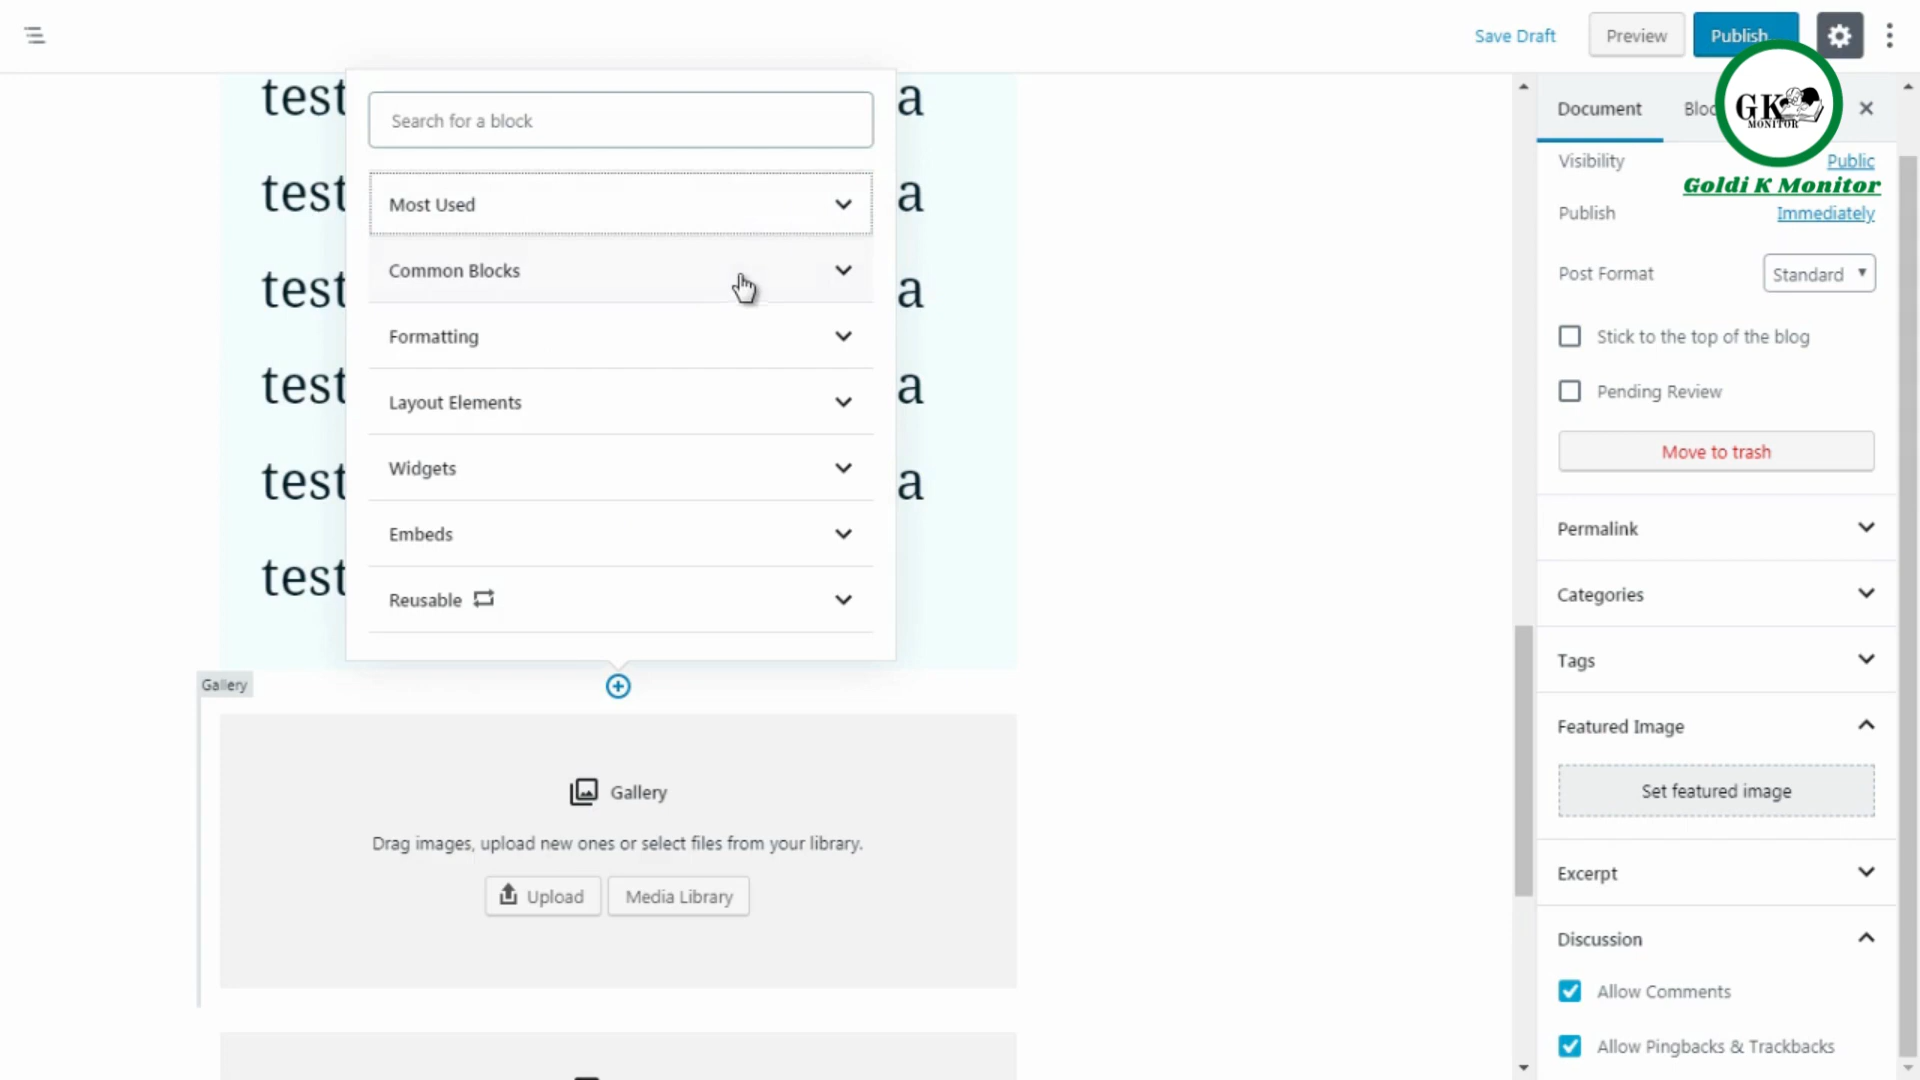 Save Draft
Preview
Publish...
GK
MONITOR
Goldi K Monitor
test
a
test
a
test
a
test
a
test
a
test
Search for a block
Most Used
Common Blocks
Formatting
Layout Elements
Widgets
Embeds
Reusable
Gallery
Gallery
Drag images, upload new ones or select files from your library.
Upload
Media Library
Document
Bloc
Visibility
Public
Publish
Immediately
Post Format
Standard
Stick to the top of the blog
Pending Review
Move to trash
Permalink
Categories
Tags
Featured Image
Set featured image
Excerpt
Discussion
Allow Comments
Allow Pingbacks & Trackbacks